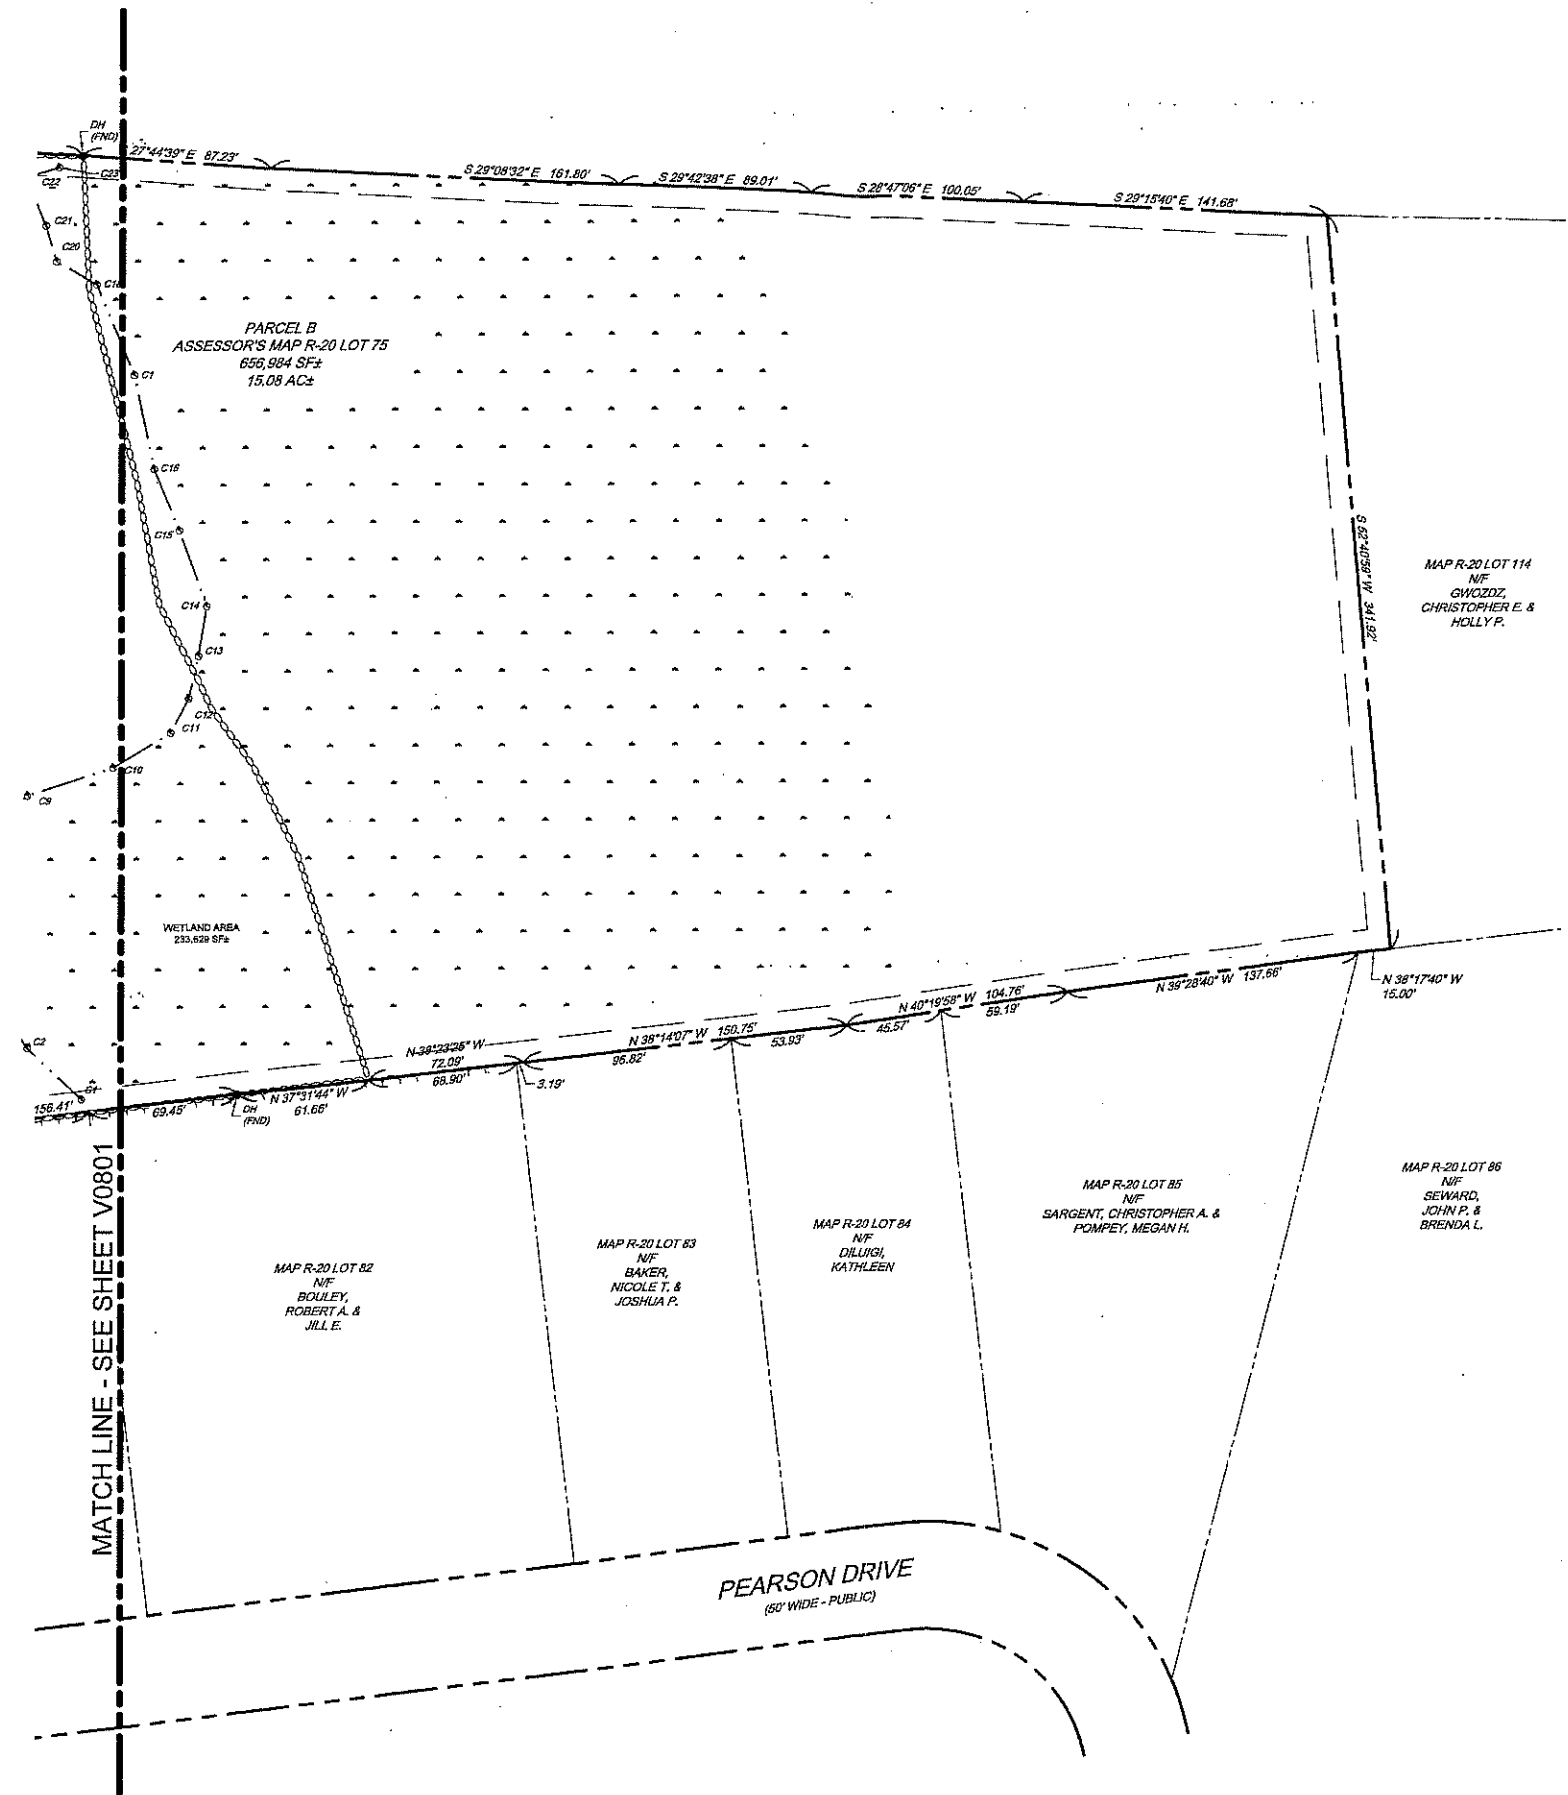 DH
(FND)
27°44'39" E 87.23'
S 29°08'32" E 161.80'
S 29°42'38" E 89.01'
S 28°47'06" E 100.05'
S 29°15'40" E 141.68'
C22
C23
C21
C20
PARCEL B
ASSESSOR'S MAP R-20 LOT 75
656,984 SF±
15.08 AC±
C16
C15
C14
C13
C12
C11
C10
C9
S 52°40'59" W 341.92'
MAP R-20 LOT 114
N/F
GWOZDZ,
CHRISTOPHER E. &
HOLLY P.
WETLAND AREA
233,629 SF±
C2
C1
156.41'
69.45'
DH
(FND)
N 37°31'44" W
61.66'
N 39°23'25" W
72.09'
68.90'
3.19'
N 38°14'07" W 150.75'
96.82'
53.93'
N 40°19'58" W 104.76'
45.57'
59.19'
N 39°28'40" W 137.66'
N 38°17'40" W
15.00'
MATCH LINE - SEE SHEET V0801
MAP R-20 LOT 82
N/F
BOULEY,
ROBERT A. &
JILL E.
MAP R-20 LOT 83
N/F
BAKER,
NICOLE T. &
JOSHUA P.
MAP R-20 LOT 84
N/F
DILUIGI,
KATHLEEN
MAP R-20 LOT 85
N/F
SARGENT, CHRISTOPHER A. &
POMPEY, MEGAN H.
MAP R-20 LOT 86
N/F
SEWARD,
JOHN P. &
BRENDA L.
PEARSON DRIVE
(50' WIDE - PUBLIC)